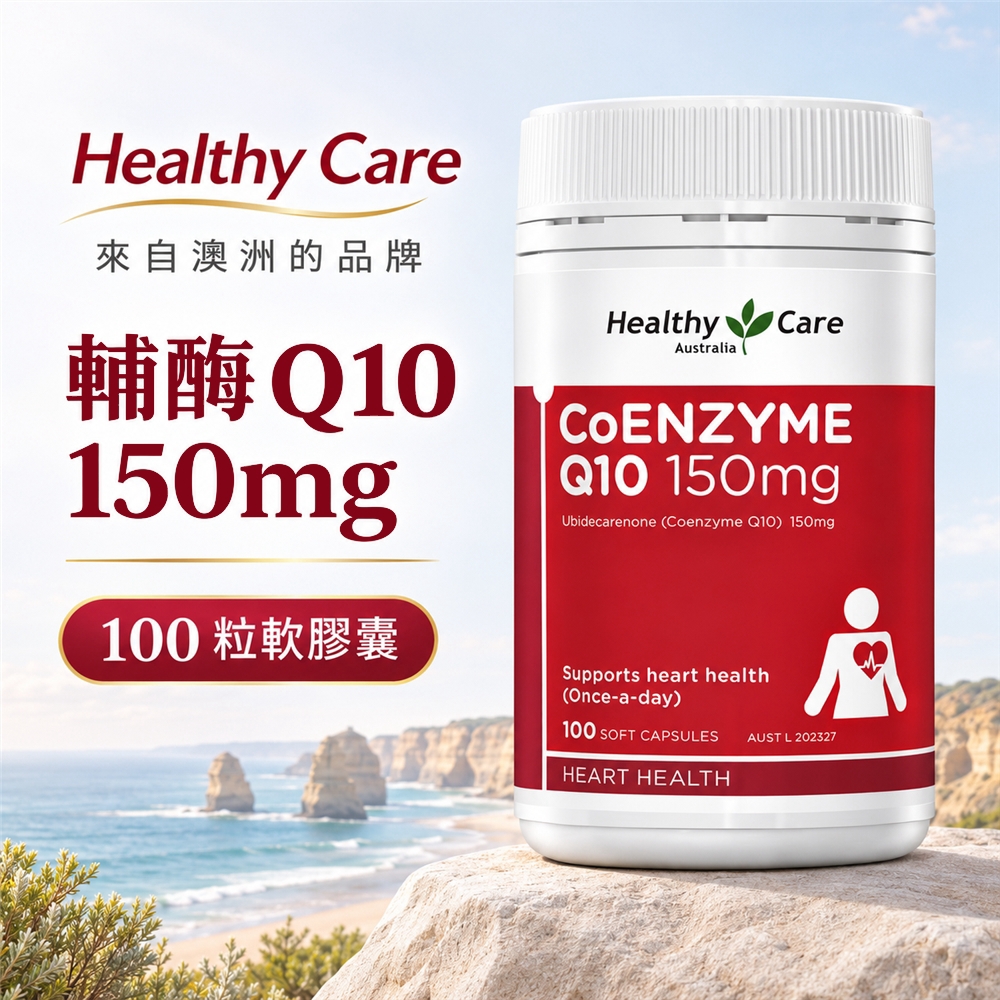 Healthy Care
來自澳洲的品牌
輔酶 Q10
150mg
100 粒軟膠囊
Healthy Care
Australia
CoENZYME
Q10 150mg
Ubidecarenone (Coenzyme Q10) 150mg
Supports heart health
(Once-a-day)
100 SOFT CAPSULES AUST L 202327
HEART HEALTH